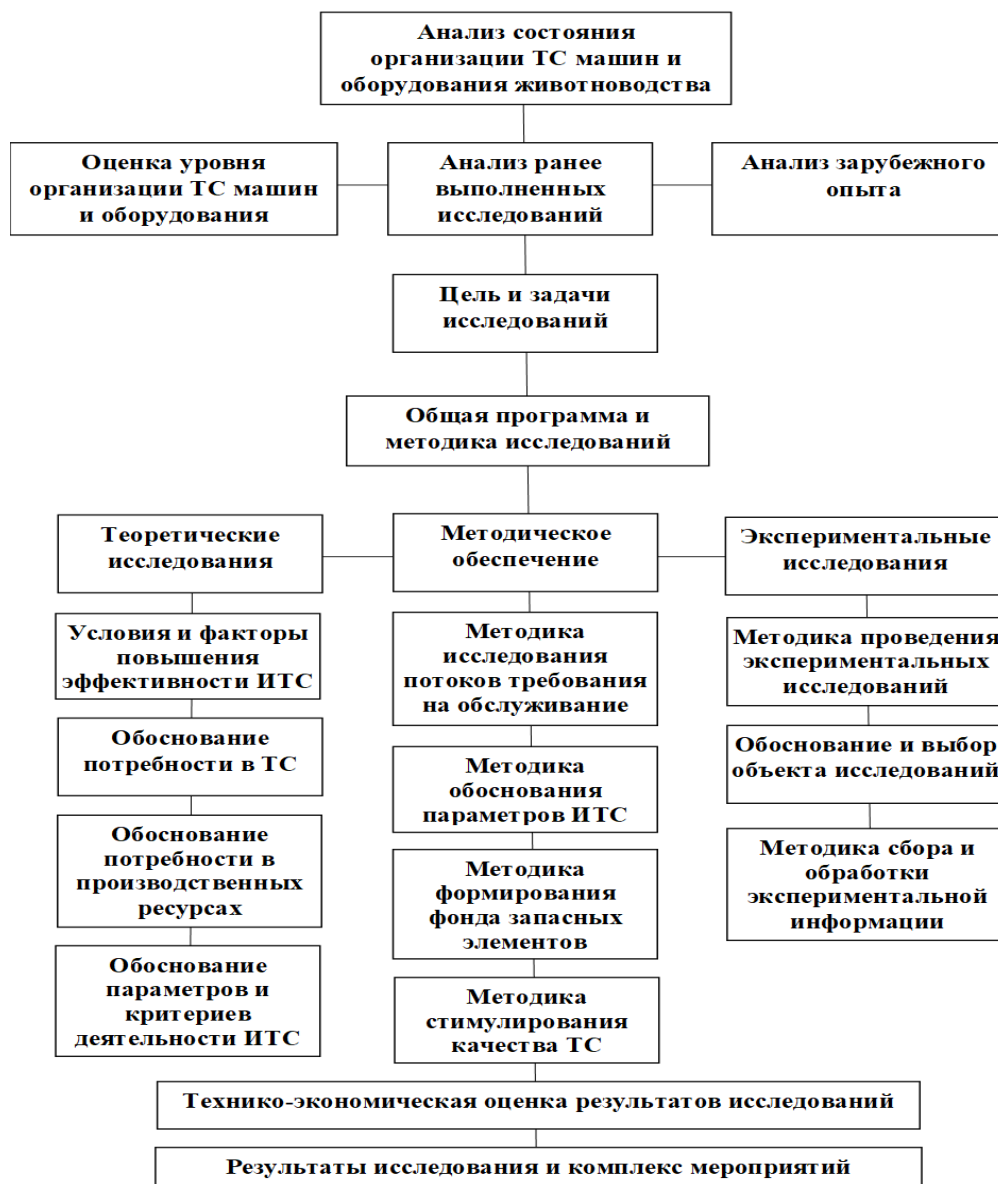 Анализ состояния
организации ТС машин и
оборудования животноводства
Оценка уровня
организации ТС машин
и оборудования
Анализ ранее
выполненных
исследований
Анализ зарубежного
опыта
Цель и задачи
исследований
Общая программа и
методика исследований
Теоретические
исследования
Методическое
обеспечение
Экспериментальные
исследования
Условия и факторы
повышения
эффективности ИТС
Методика
исследования
потоков требования
на обслуживание
Методика проведения
экспериментальных
исследований
Обоснование
потребности в ТС
Методика
обоснования
параметров ИТС
Обоснование и выбор
объекта исследований
Обоснование
потребности в
производственных
ресурсах
Методика
формирования
фонда запасных
элементов
Методика сбора и
обработки
экспериментальной
информации
Обоснование
параметров и
критериев
деятельности ИТС
Методика
стимулирования
качества ТС
Технико-экономическая оценка результатов исследований
Результаты исследования и комплекс мероприятий